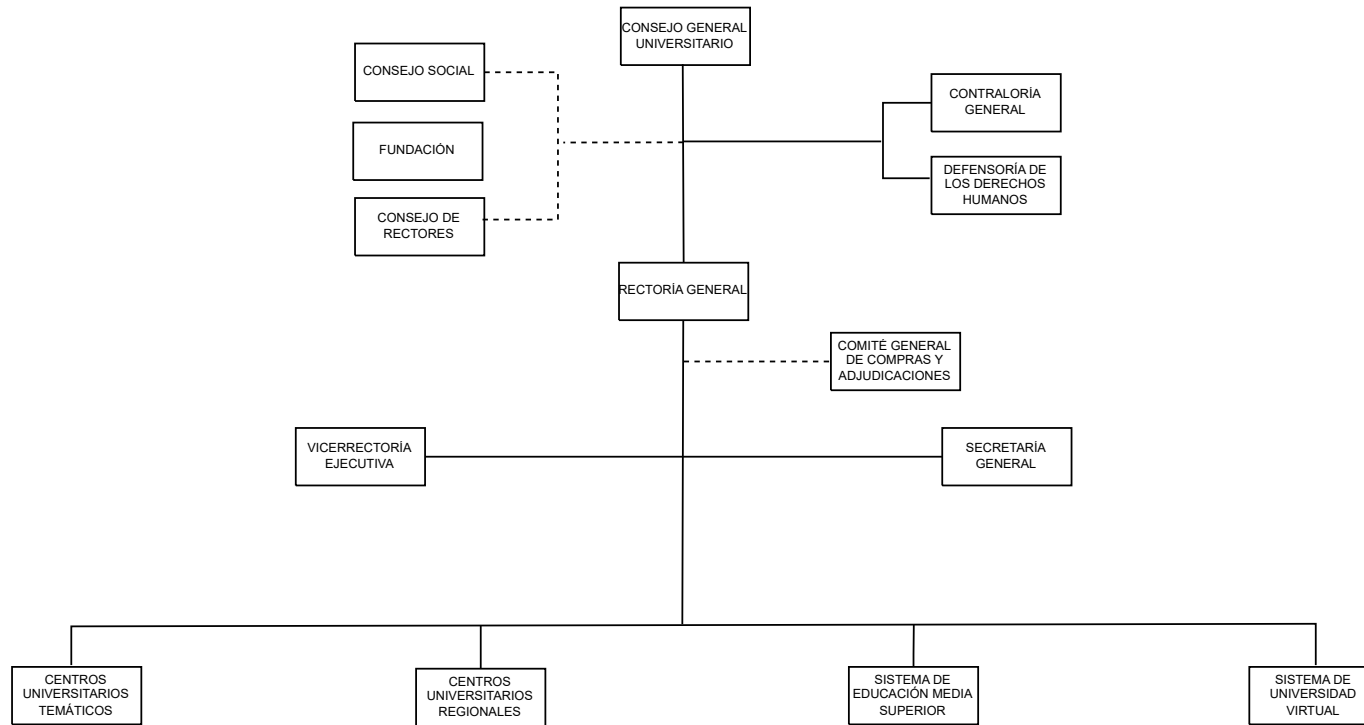 CONSEJO GENERAL
UNIVERSITARIO
CONSEJO SOCIAL
FUNDACIÓN
CONSEJO DE
RECTORES
CONTRALORÍA
GENERAL
DEFENSORÍA DE
LOS DERECHOS
HUMANOS
RECTORÍA GENERAL
COMITÉ GENERAL
DE COMPRAS Y
ADJUDICACIONES
VICERRECTORÍA
EJECUTIVA
SECRETARÍA
GENERAL
CENTROS
UNIVERSITARIOS
TEMÁTICOS
CENTROS
UNIVERSITARIOS
REGIONALES
SISTEMA DE
EDUCACIÓN MEDIA
SUPERIOR
SISTEMA DE
UNIVERSIDAD
VIRTUAL